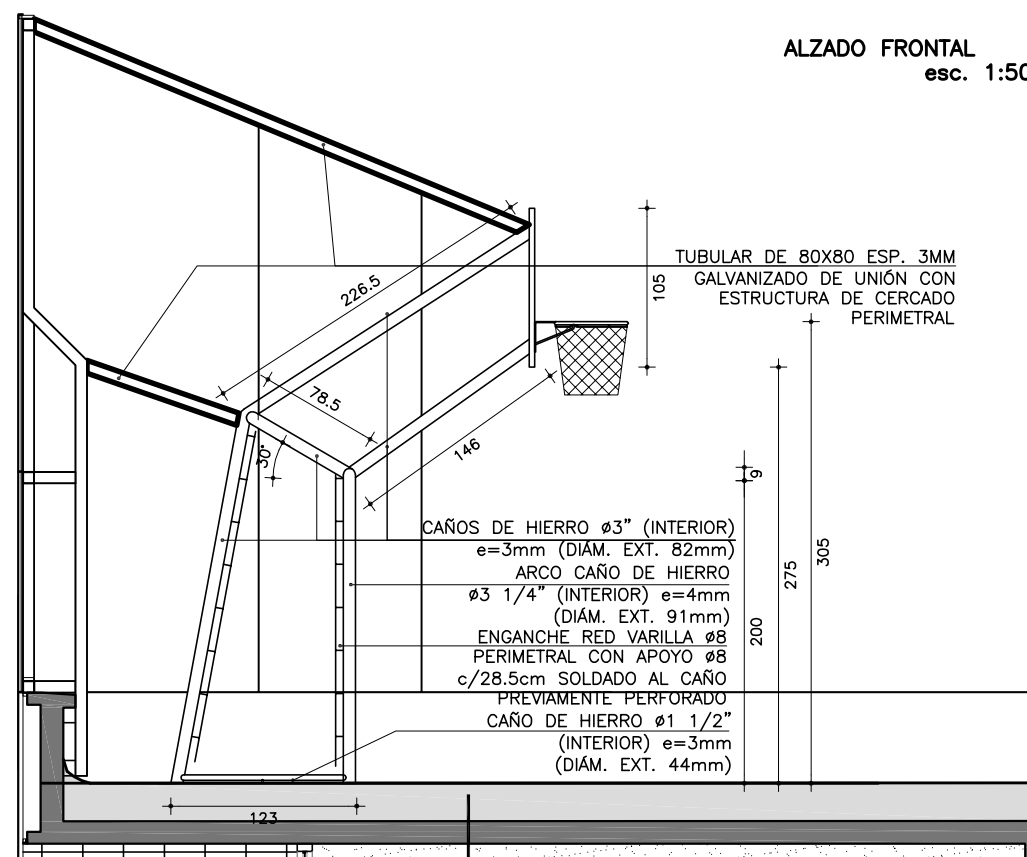 ALZADO FRONTAL
esc. 1:50
TUBULAR DE 80X80 ESP. 3MM
GALVANIZADO DE UNIÓN CON
ESTRUCTURA DE CERCADO
PERIMETRAL
226.5
105
78.5
146
30°
9
CAÑOS DE HIERRO ø3" (INTERIOR)
e=3mm (DIÁM. EXT. 82mm)
ARCO CAÑO DE HIERRO
ø3 1/4" (INTERIOR) e=4mm
(DIÁM. EXT. 91mm)
ENGANCHE RED VARILLA ø8
PERIMETRAL CON APOYO ø8
c/28.5cm SOLDADO AL CAÑO
PREVIAMENTE PERFORADO
CAÑO DE HIERRO ø1 1/2"
(INTERIOR) e=3mm
(DIÁM. EXT. 44mm)
200
275
305
123